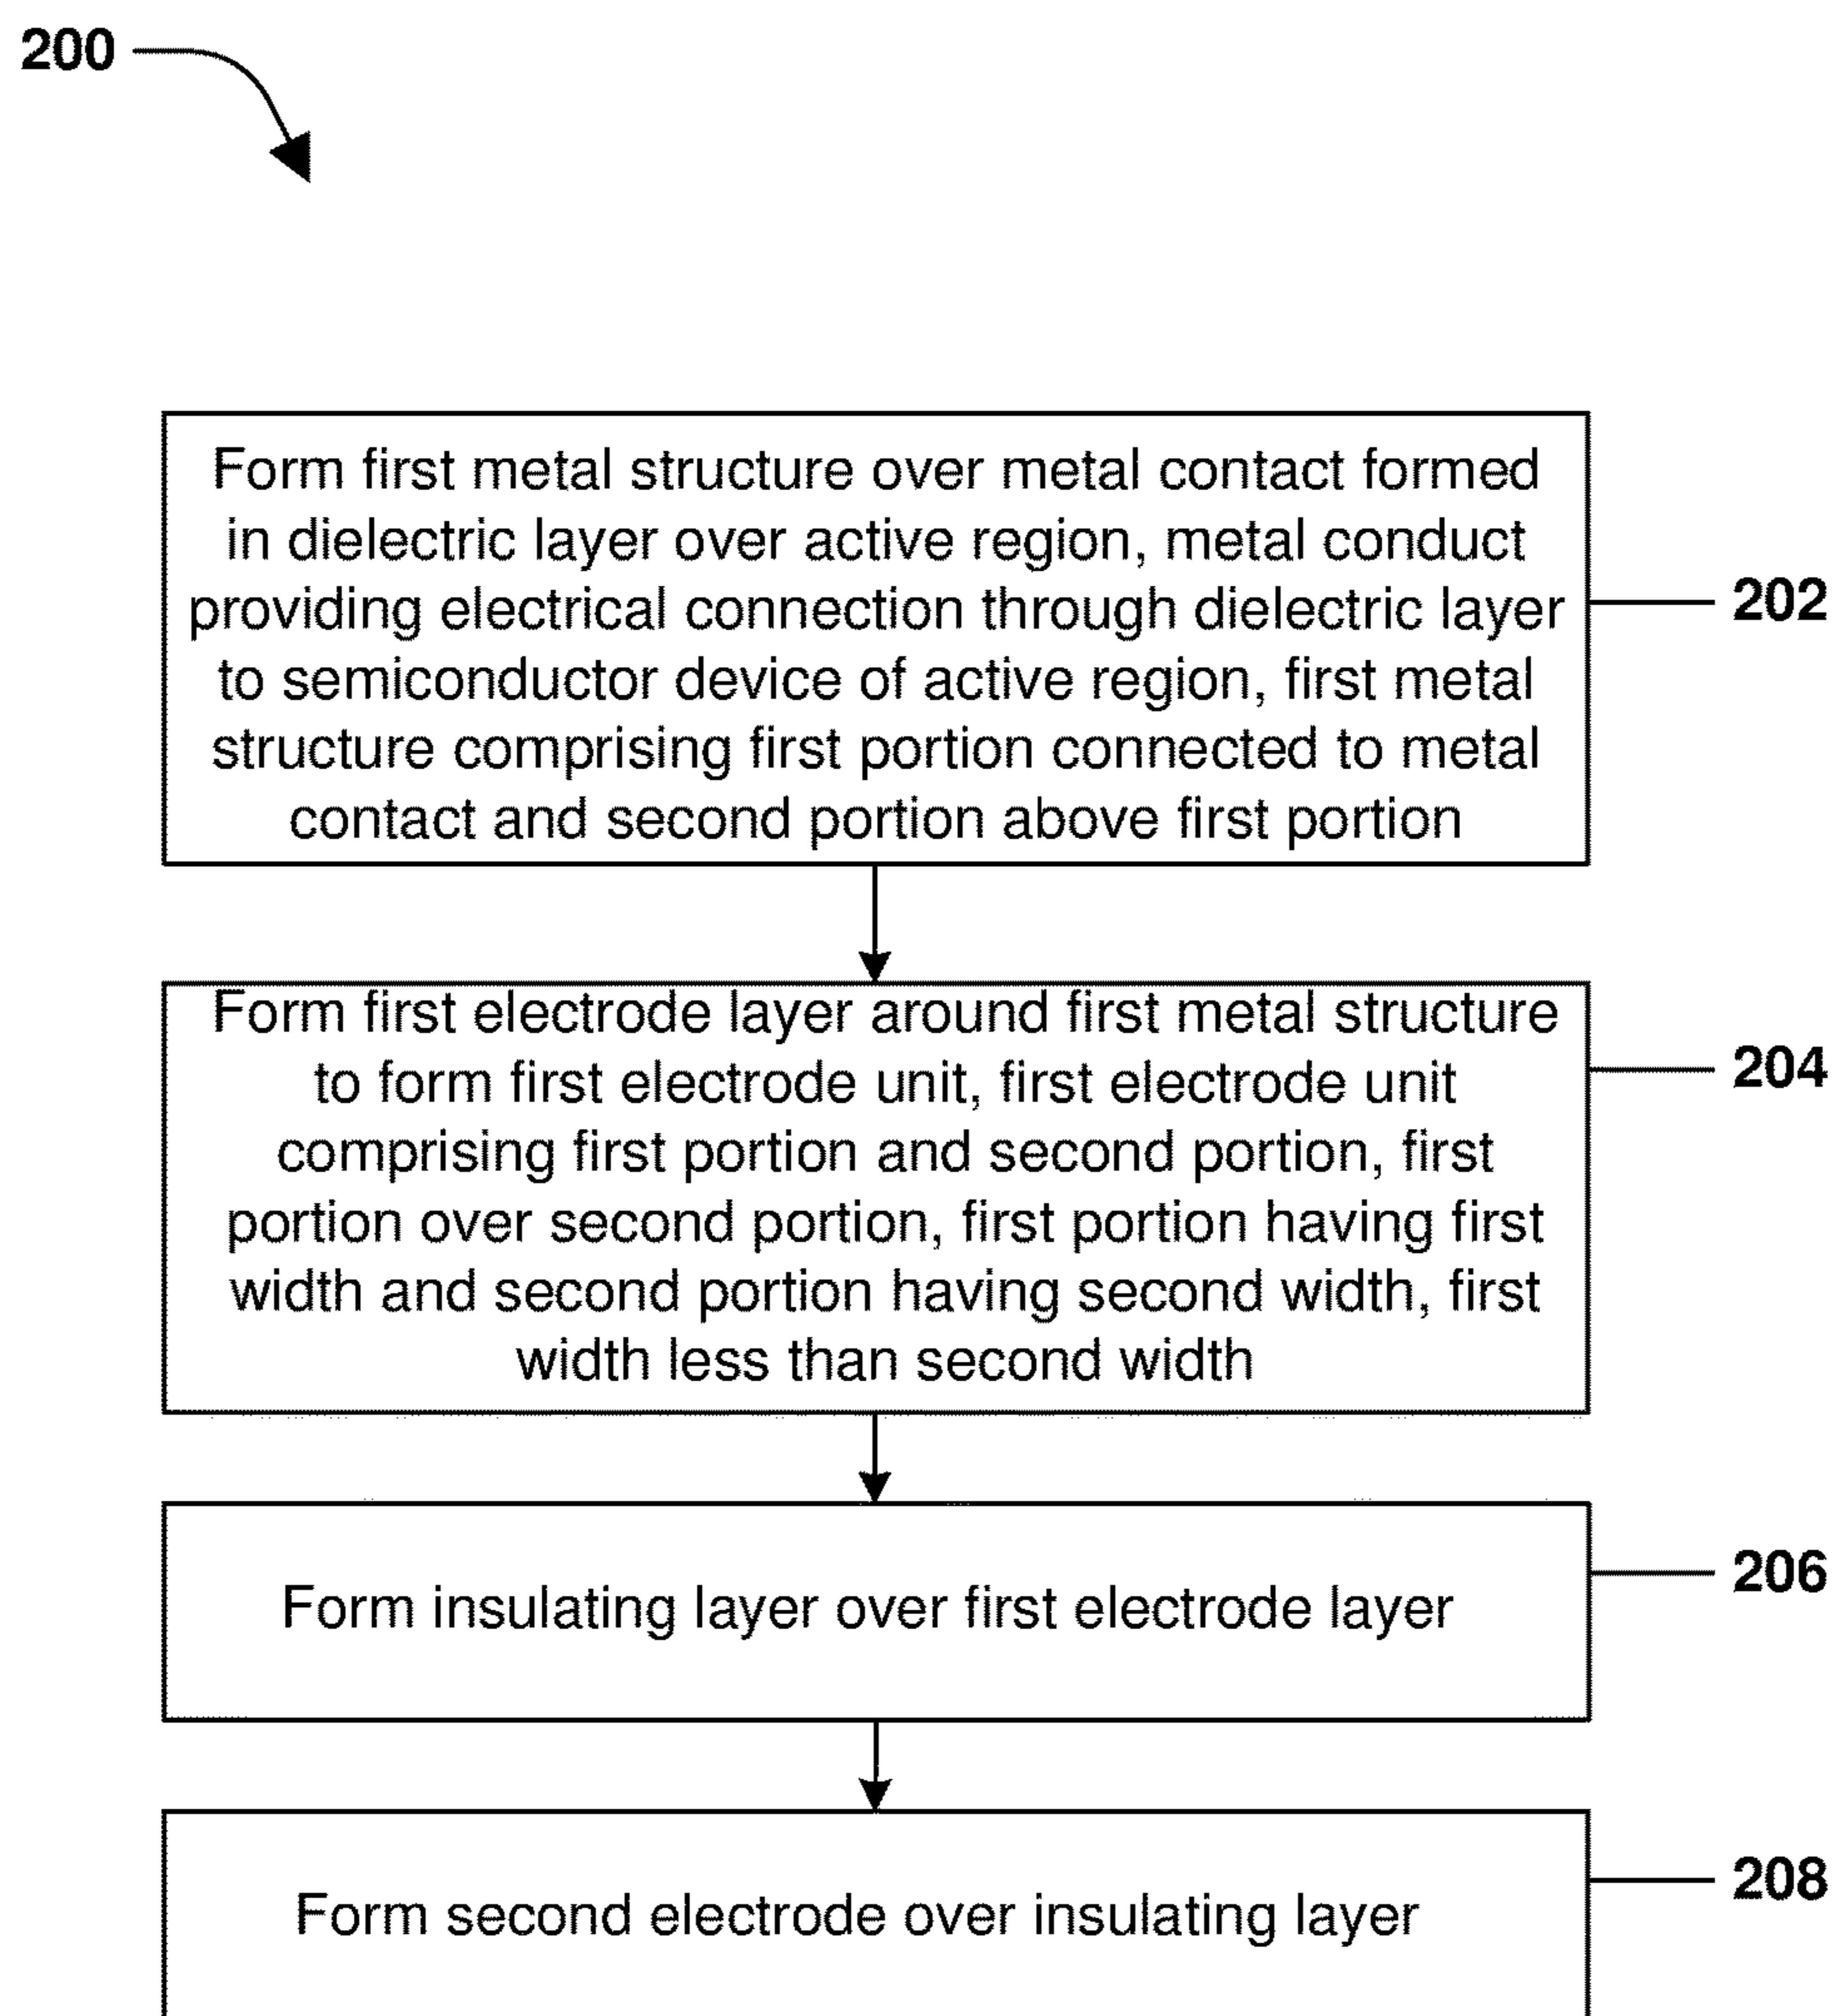 200
Form first metal structure over metal contact formed
in dielectric layer over active region, metal conduct
providing electrical connection through dielectric layer
to semiconductor device of active region, first metal
structure comprising first portion connected to metal
contact and second portion above first portion
202
Form first electrode layer around first metal structure
to form first electrode unit, first electrode unit
comprising first portion and second portion, first
portion over second portion, first portion having first
width and second portion having second width, first
width less than second width
204
Form insulating layer over first electrode layer
206
Form second electrode over insulating layer
208